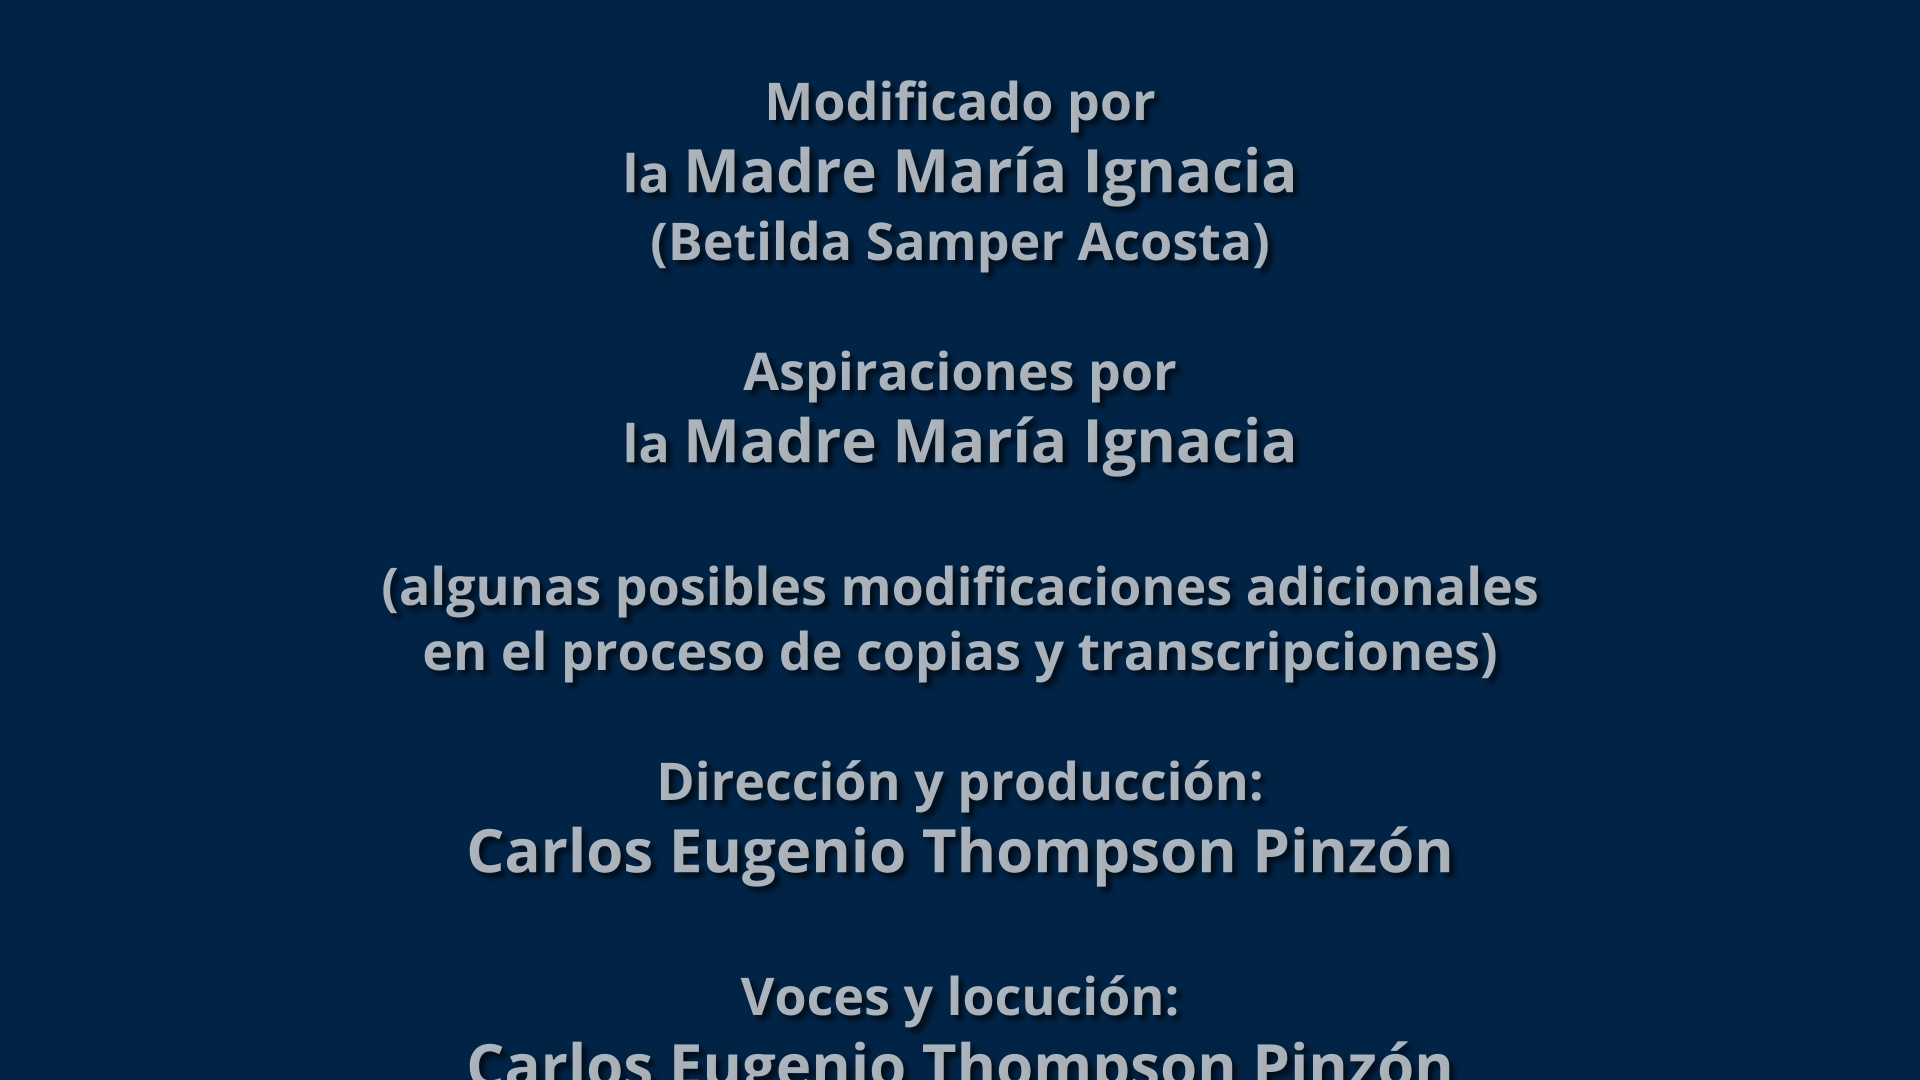 Modificado por
la Madre María Ignacia
(Betilda Samper Acosta)
Aspiraciones por
la Madre María Ignacia
(algunas posibles modificaciones adicionales
en el proceso de copias y transcripciones)
Dirección y producción:
Carlos Eugenio Thompson Pinzón
Voces y locución:
Carlos Eugenio Thompson Pinzón